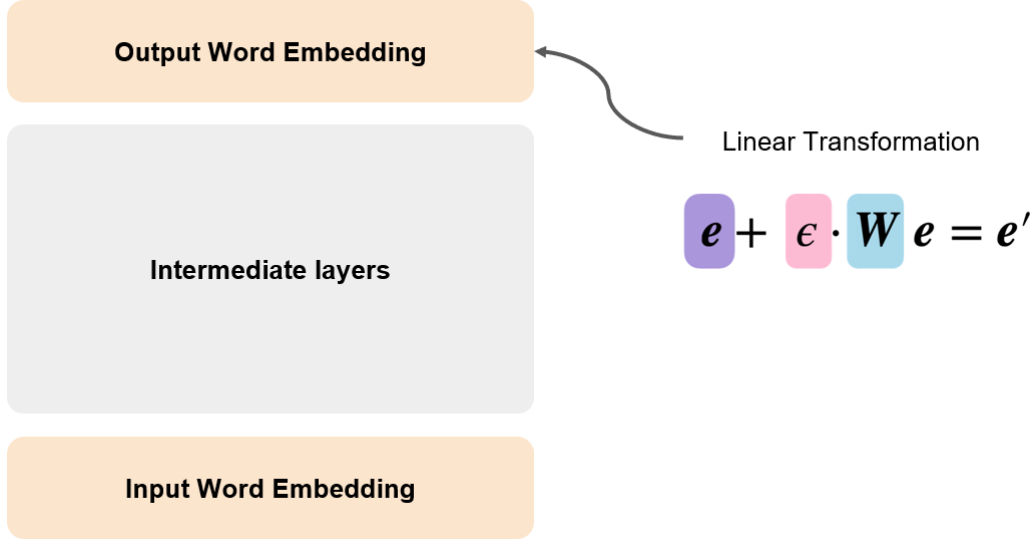 Output Word Embedding
Linear Transformation
e + ϵ · W e = e′
Intermediate layers
Input Word Embedding